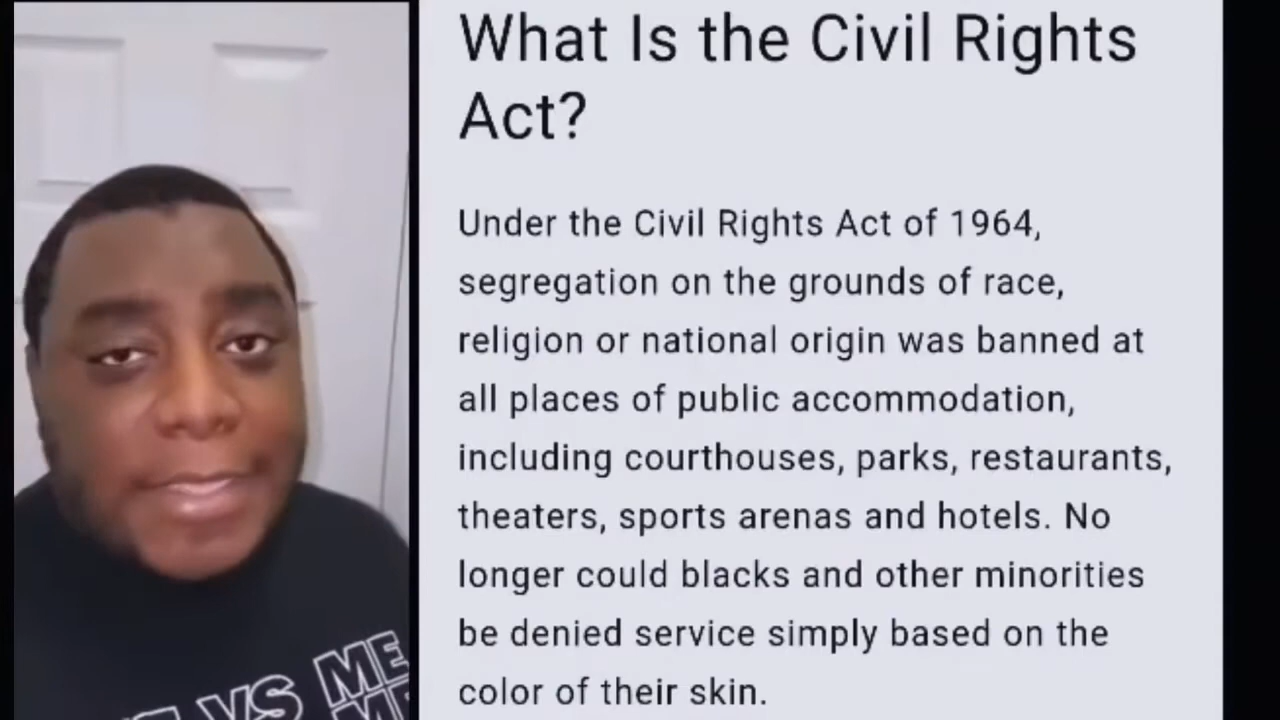 What Is the Civil Rights
Act?
Under the Civil Rights Act of 1964,
segregation on the grounds of race,
religion or national origin was banned at
all places of public accommodation,
including courthouses, parks, restaurants,
theaters, sports arenas and hotels. No
longer could blacks and other minorities
be denied service simply based on the
color of their skin.
VS ME